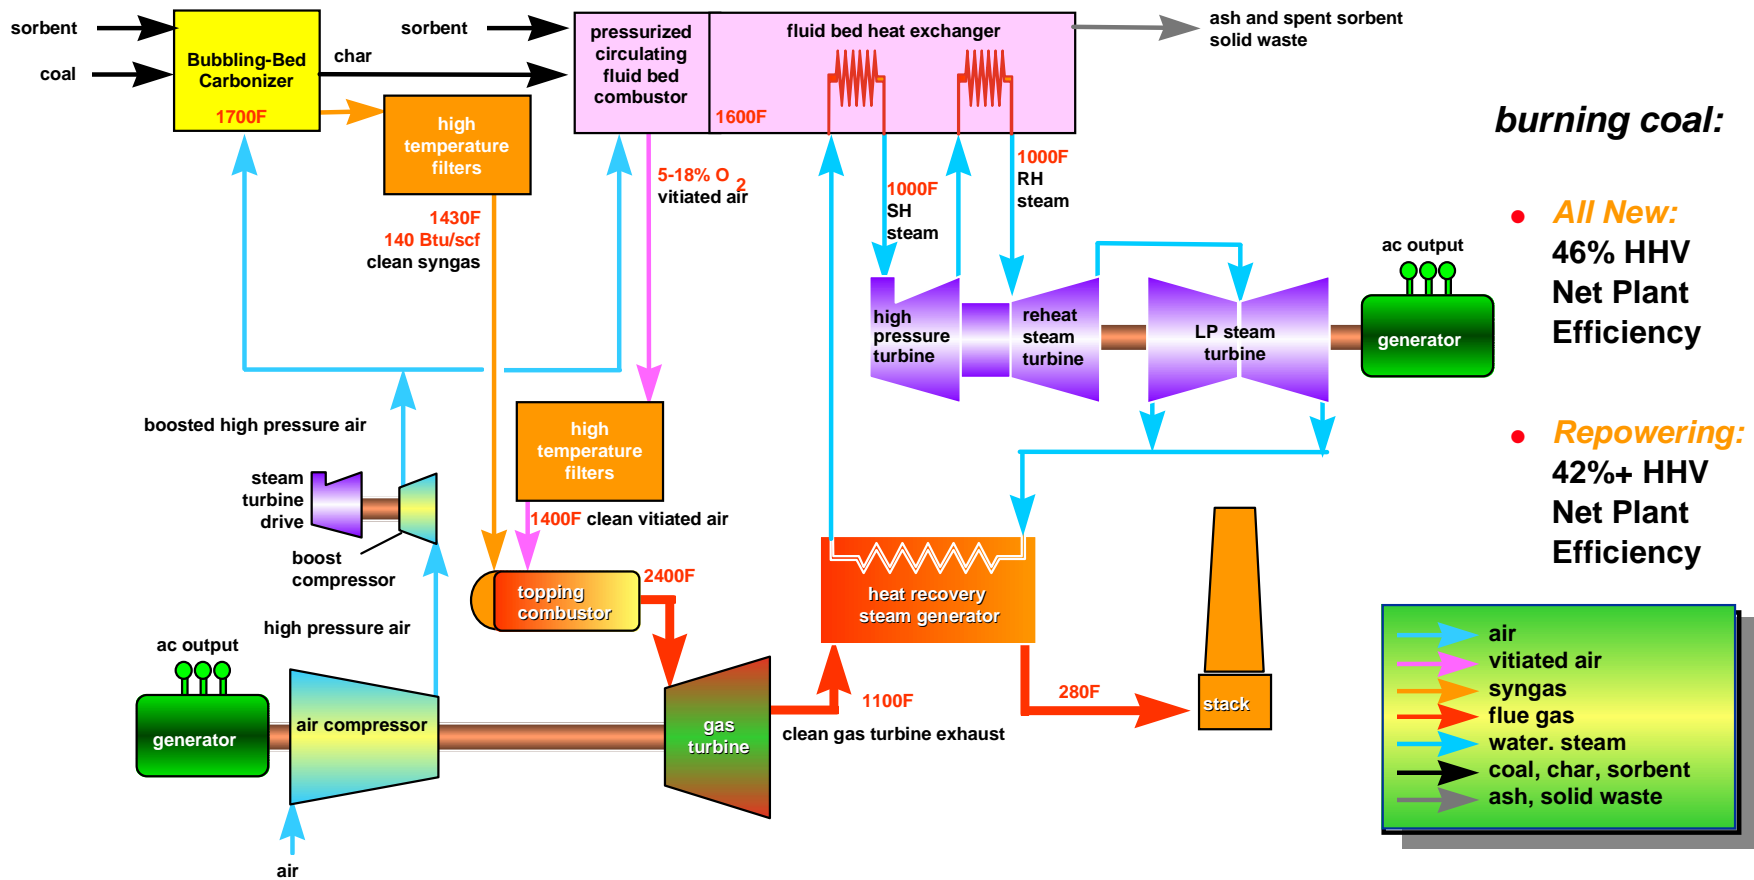 sorbent
coal
Bubbling-Bed
Carbonizer
1700F
char
high
temperature
filters
sorbent
pressurized
circulating
fluid bed
combustor
fluid bed heat exchanger
1600F
ash and spent sorbent
solid waste
burning coal:
1430F
140 Btu/scf
clean syngas
5-18% O2
vitiated air
1000F
SH
steam
1000F
RH
steam
• All New:
46% HHV
Net Plant
Efficiency
ac output
high
pressure
turbine
reheat
steam
turbine
LP steam
turbine
generator
boosted high pressure air
high
temperature
filters
• Repowering:
42%+ HHV
Net Plant
Efficiency
steam
turbine
drive
boost
compressor
1400F clean vitiated air
topping
combustor
2400F
heat recovery
steam generator
high pressure air
ac output
generator
air compressor
gas
turbine
1100F
clean gas turbine exhaust
280F
stack
air
air
vitiated air
syngas
flue gas
water. steam
coal, char, sorbent
ash, solid waste